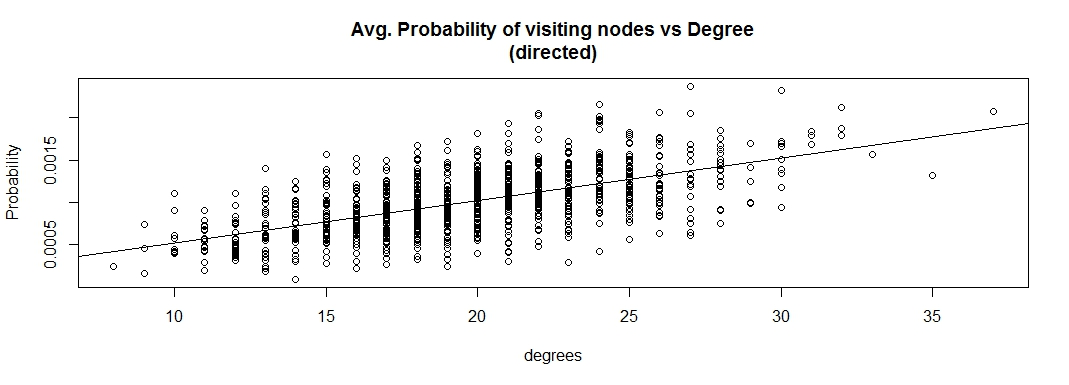 Avg. Probability of visiting nodes vs Degree
(directed)
Probability
0.0015
0.0005
10 15 20 25 30 35
degrees